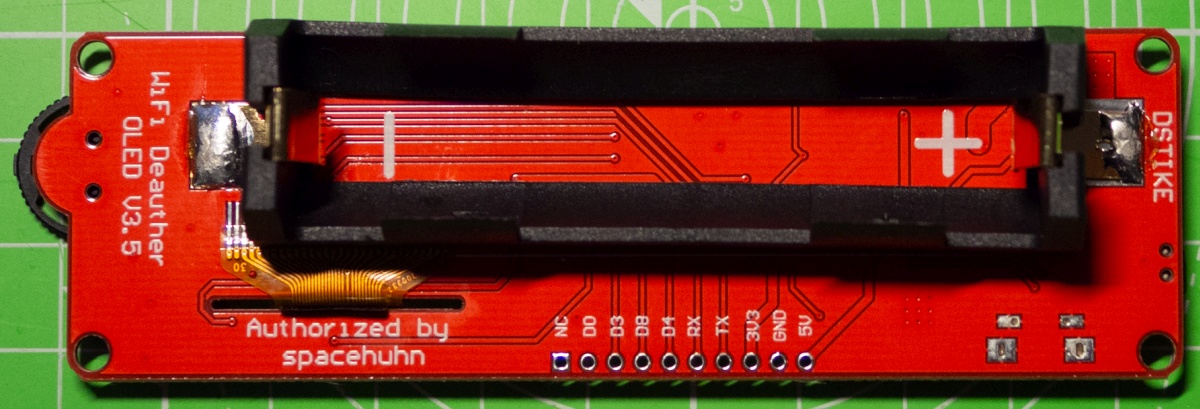 WiFi Deauther
OLED V3.5
DSTIKE
30
Authorized by
spacehuhn
NC
D0
D3
D8
D4
RX
TX
3V3
GND
5V
5